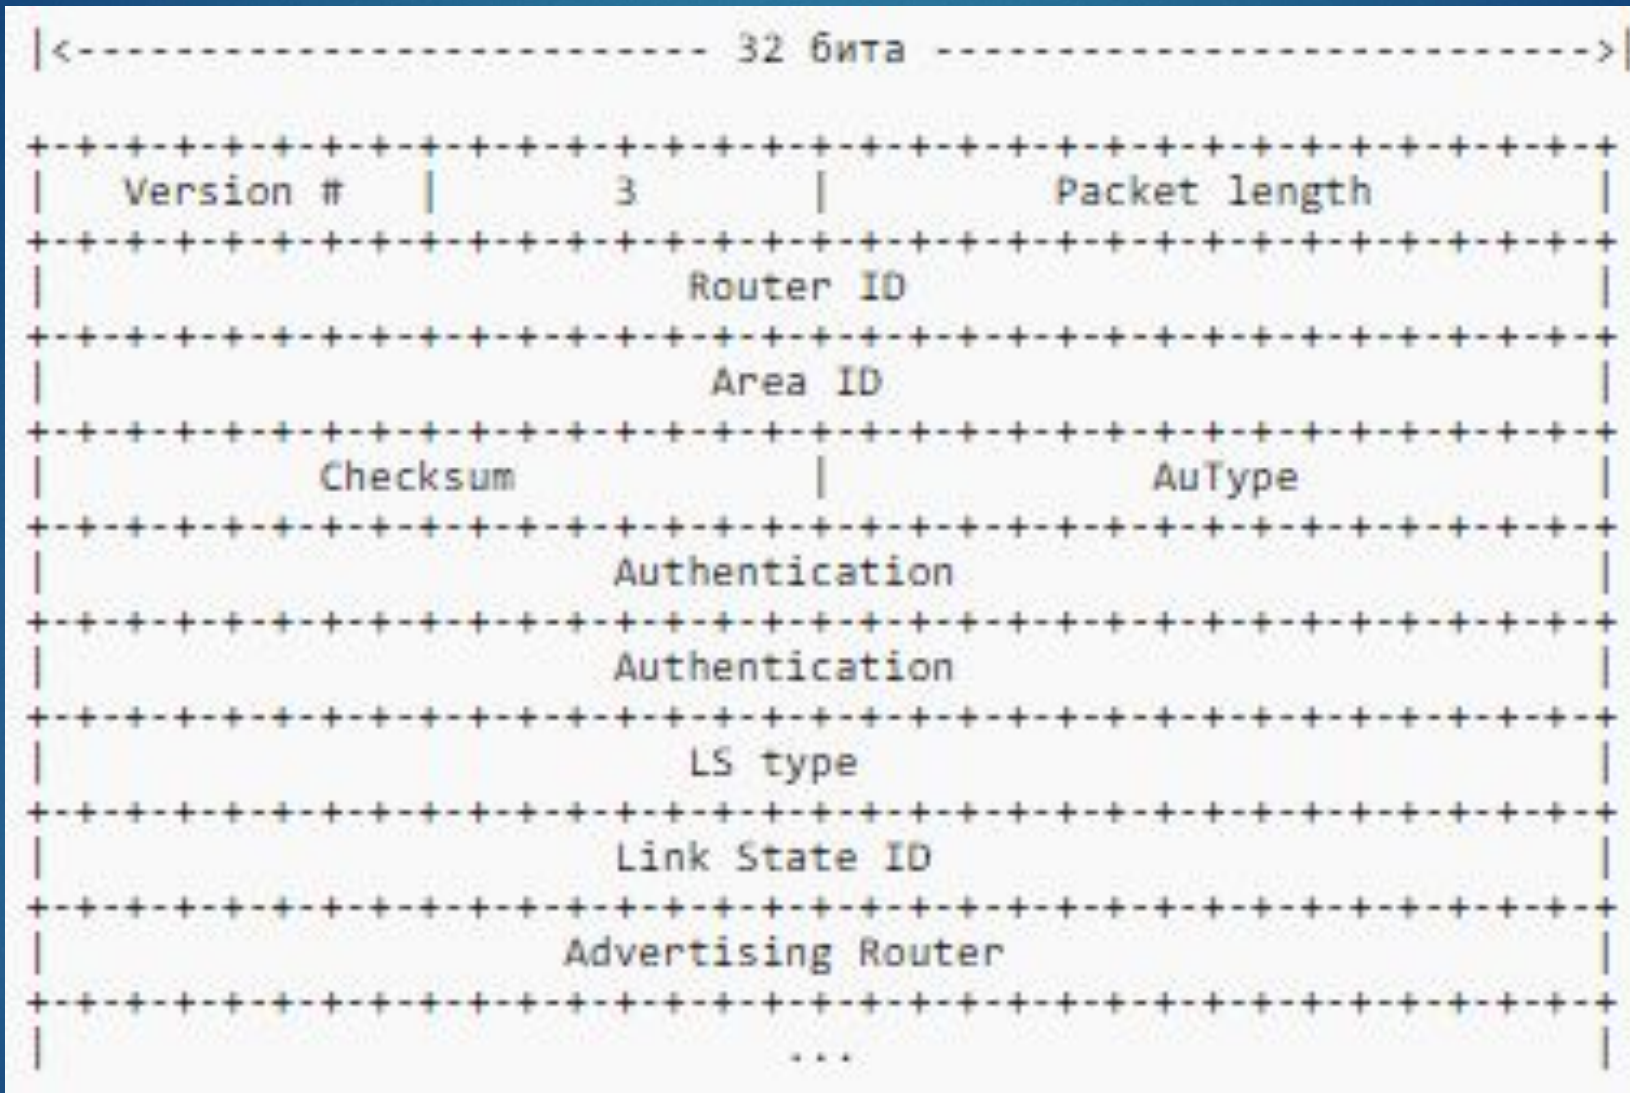 |<-------------------------- 32 бита --------------------------->|
+-+-+-+-+-+-+-+-+-+-+-+-+-+-+-+-+-+-+-+-+-+-+-+-+-+-+-+-+-+-+-+-+
| Version # | 3 | Packet length |
+-+-+-+-+-+-+-+-+-+-+-+-+-+-+-+-+-+-+-+-+-+-+-+-+-+-+-+-+-+-+-+-+
| Router ID |
+-+-+-+-+-+-+-+-+-+-+-+-+-+-+-+-+-+-+-+-+-+-+-+-+-+-+-+-+-+-+-+-+
| Area ID |
+-+-+-+-+-+-+-+-+-+-+-+-+-+-+-+-+-+-+-+-+-+-+-+-+-+-+-+-+-+-+-+-+
| Checksum | AuType |
+-+-+-+-+-+-+-+-+-+-+-+-+-+-+-+-+-+-+-+-+-+-+-+-+-+-+-+-+-+-+-+-+
| Authentication |
+-+-+-+-+-+-+-+-+-+-+-+-+-+-+-+-+-+-+-+-+-+-+-+-+-+-+-+-+-+-+-+-+
| Authentication |
+-+-+-+-+-+-+-+-+-+-+-+-+-+-+-+-+-+-+-+-+-+-+-+-+-+-+-+-+-+-+-+-+
| LS type |
+-+-+-+-+-+-+-+-+-+-+-+-+-+-+-+-+-+-+-+-+-+-+-+-+-+-+-+-+-+-+-+-+
| Link State ID |
+-+-+-+-+-+-+-+-+-+-+-+-+-+-+-+-+-+-+-+-+-+-+-+-+-+-+-+-+-+-+-+-+
| Advertising Router |
+-+-+-+-+-+-+-+-+-+-+-+-+-+-+-+-+-+-+-+-+-+-+-+-+-+-+-+-+-+-+-+-+
| ... |